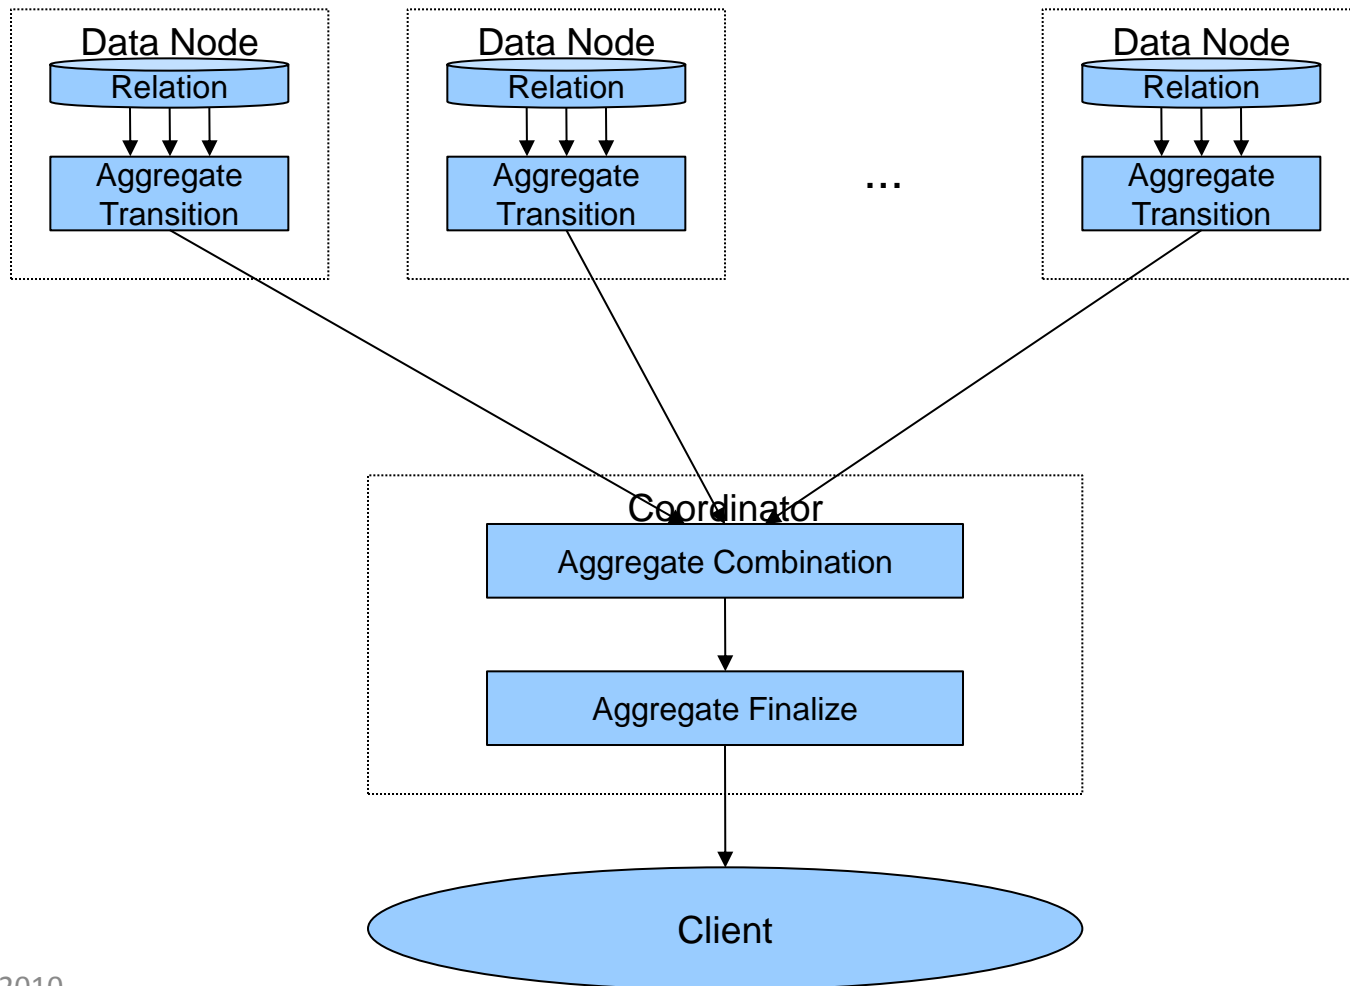 Data Node
Relation
Aggregate
Transition
Data Node
Relation
Aggregate
Transition
...
Data Node
Relation
Aggregate
Transition
Coordinator
Aggregate Combination
Aggregate Finalize
Client
2010